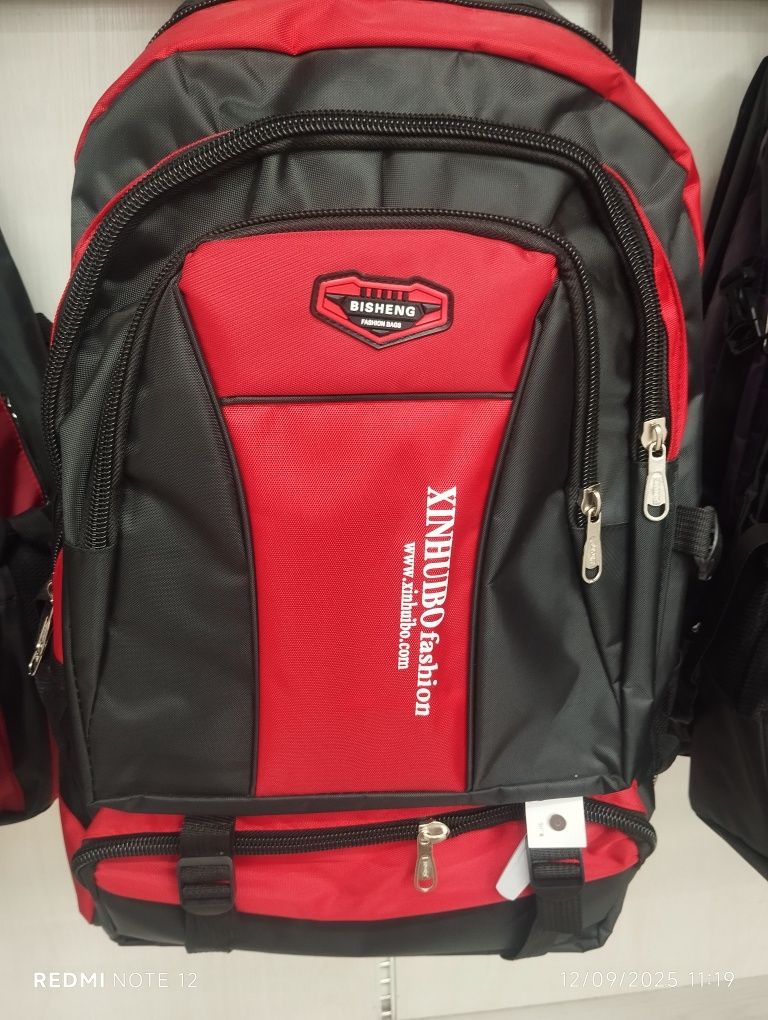 BISHENG
FASHION BAGS
XINHUIBO fashion
www.xinhuibo.com
REDMI NOTE 12
12/09/2025 11:19